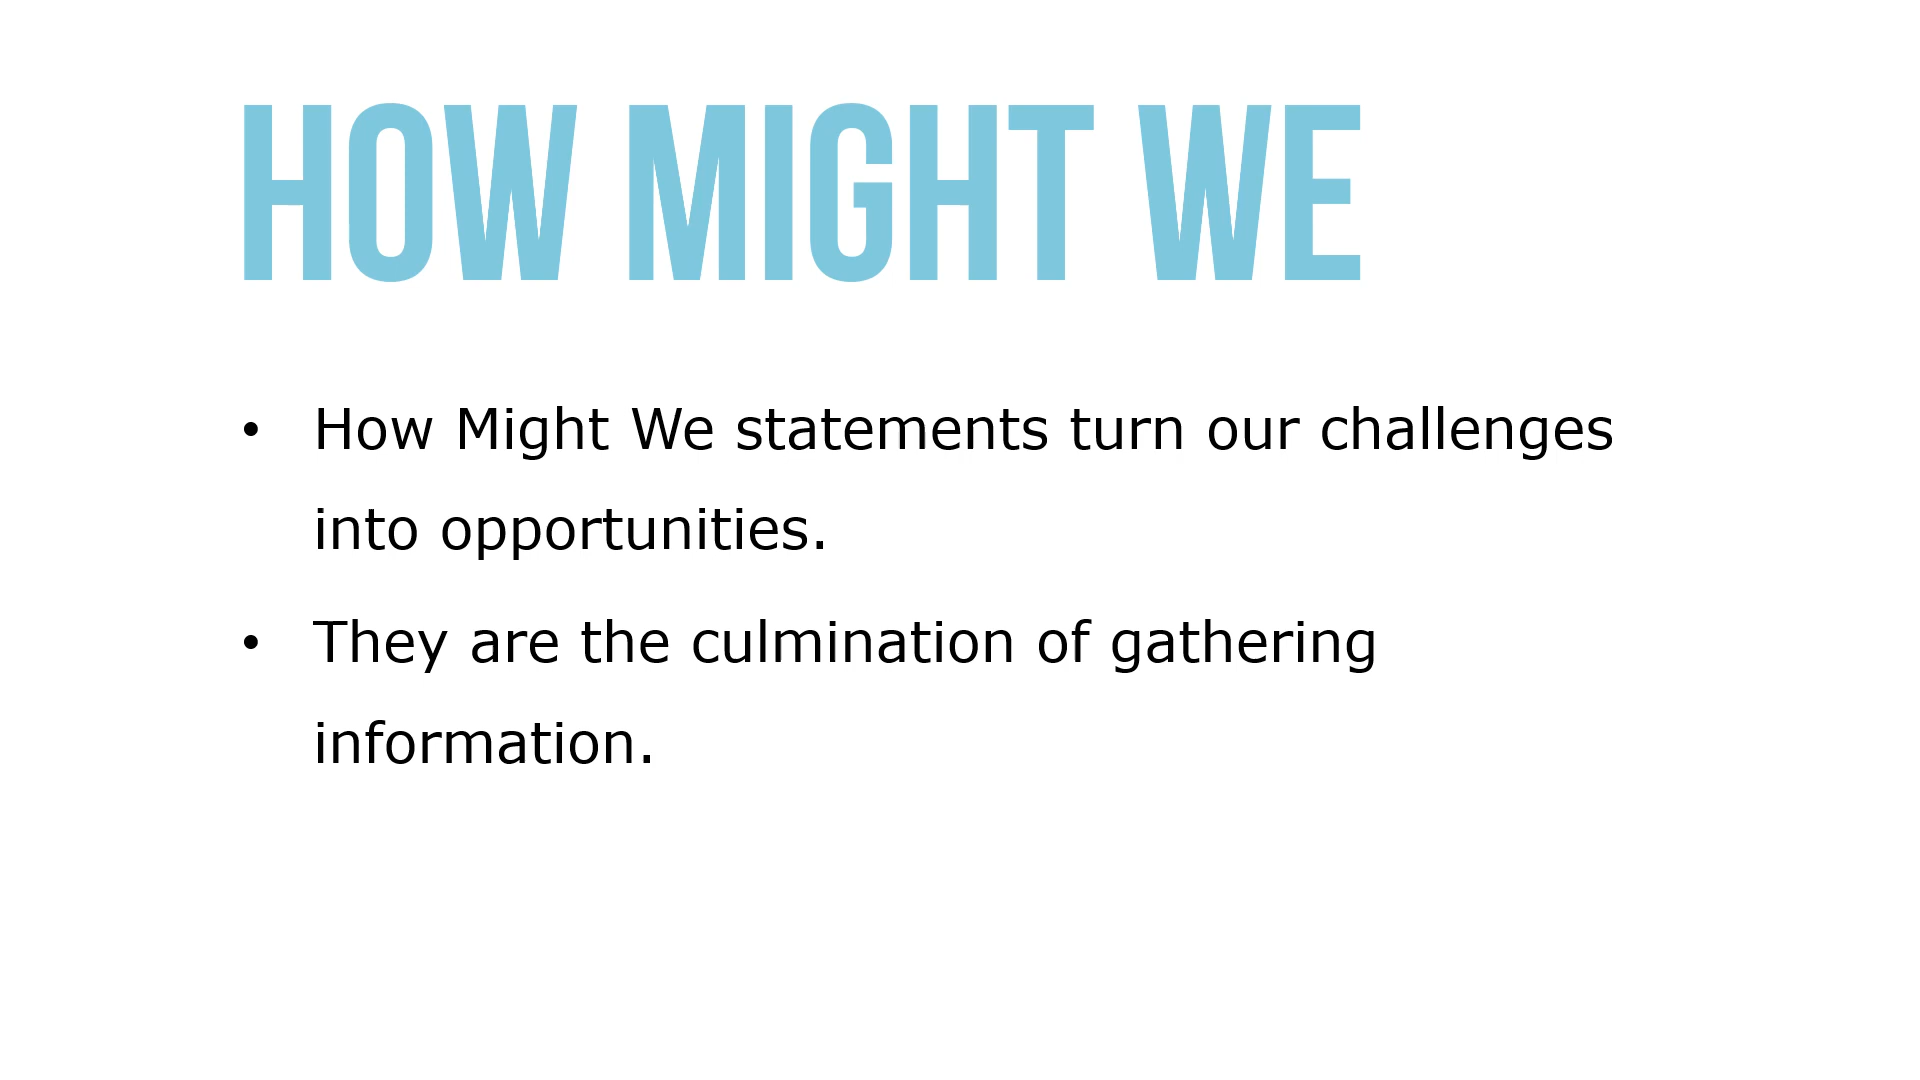 HOW MIGHT WE
• How Might We statements turn our challenges
into opportunities.
• They are the culmination of gathering
information.